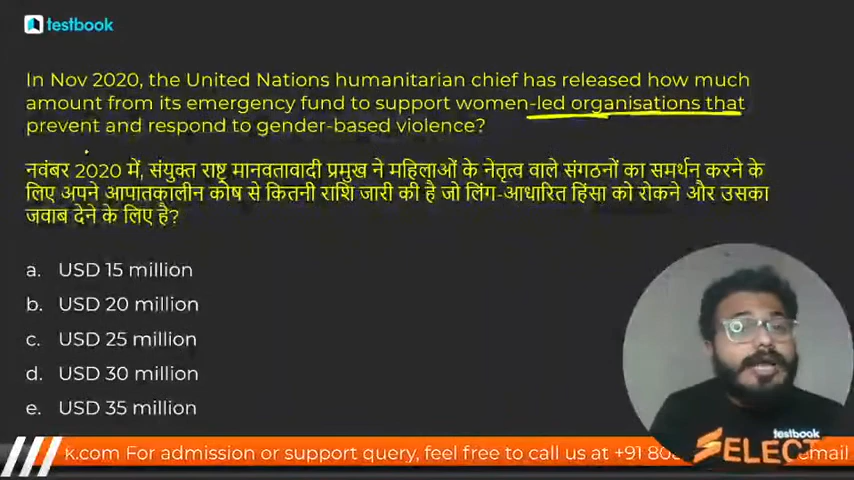 testbook
In Nov 2020, the United Nations humanitarian chief has released how much
amount from its emergency fund to support women-led organisations that
prevent and respond to gender-based violence?
नवंबर 2020 में, संयुक्त राष्ट्र मानवतावादी प्रमुख ने महिलाओं के नेतृत्व वाले संगठनों का समर्थन करने के
लिए अपने आपातकालीन कोष से कितनी राशि जारी की है जो लिंग-आधारित हिंसा को रोकने और उसका
जवाब देने के लिए है?
a. USD 15 million
b. USD 20 million
c. USD 25 million
d. USD 30 million
e. USD 35 million
testbook
SELECT
k.com For admission or support query, feel free to call us at +91 80 email